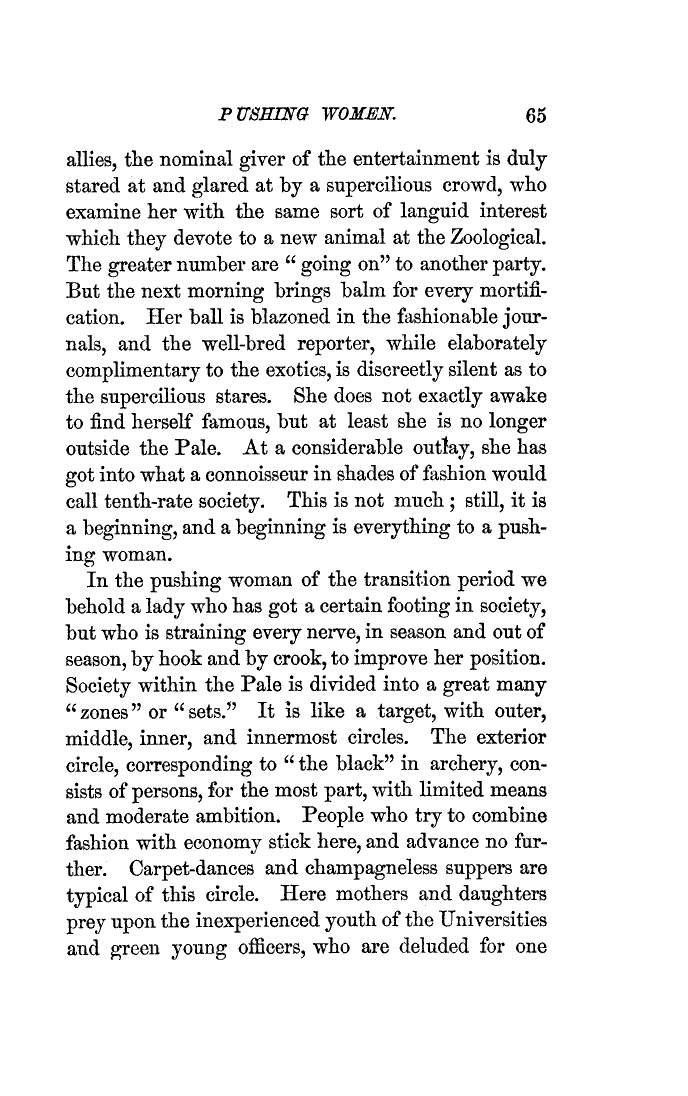 PUSHING WOMEN. 65
allies, the nominal giver of the entertainment is duly
stared at and glared at by a supercilious crowd, who
examine her with the same sort of languid interest
which they devote to a new animal at the Zoological.
The greater number are “ going on” to another party.
But the next morning brings balm for every mortifi-
cation. Her ball is blazoned in the fashionable jour-
nals, and the well-bred reporter, while elaborately
complimentary to the exotics, is discreetly silent as to
the supercilious stares. She does not exactly awake
to find herself famous, but at least she is no longer
outside the Pale. At a considerable outlay, she has
got into what a connoisseur in shades of fashion would
call tenth-rate society. This is not much ; still, it is
a beginning, and a beginning is everything to a push-
ing woman.
In the pushing woman of the transition period we
behold a lady who has got a certain footing in society,
but who is straining every nerve, in season and out of
season, by hook and by crook, to improve her position.
Society within the Pale is divided into a great many
“zones” or “sets.” It is like a target, with outer,
middle, inner, and innermost circles. The exterior
circle, corresponding to “the black” in archery, con-
sists of persons, for the most part, with limited means
and moderate ambition. People who try to combine
fashion with economy stick here, and advance no fur-
ther. Carpet-dances and champagneless suppers are
typical of this circle. Here mothers and daughters
prey upon the inexperienced youth of the Universities
and green young officers, who are deluded for one